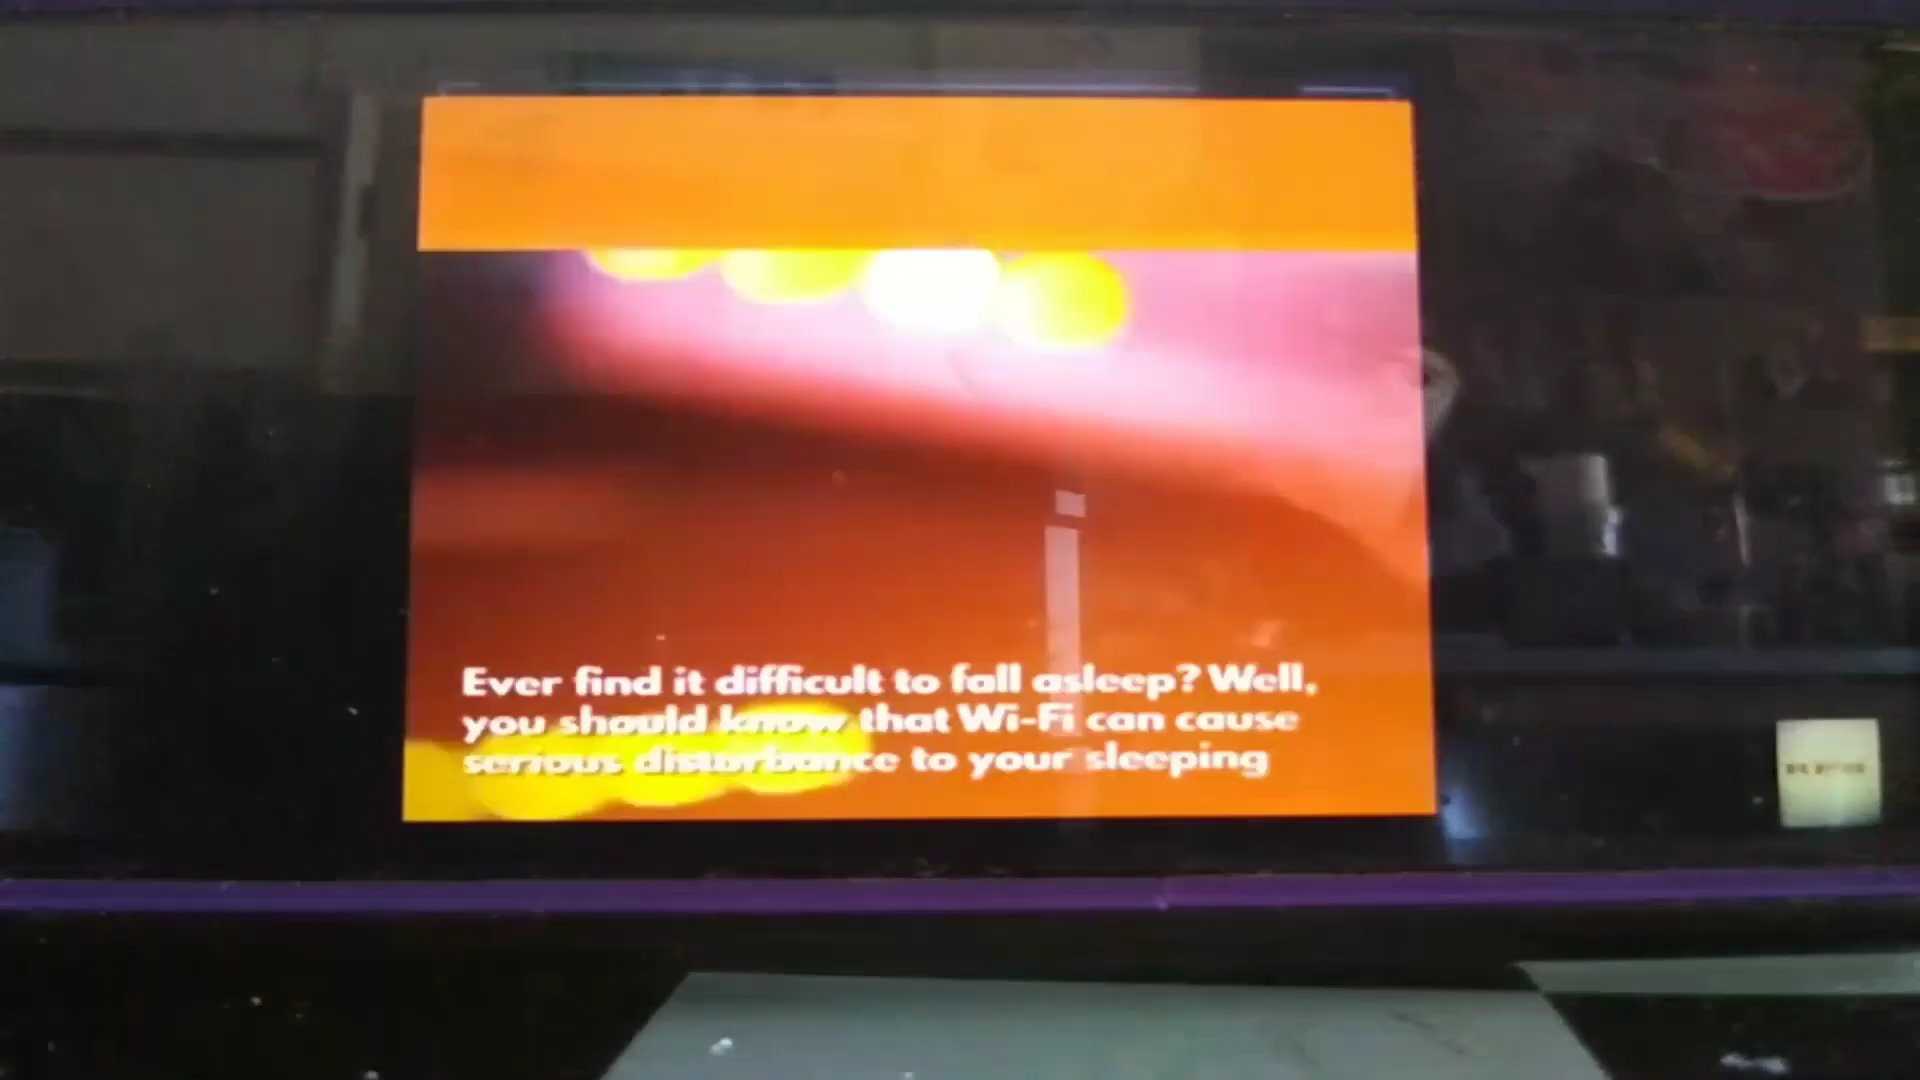 Ever find it difficult to fall asleep? Well,
you should know that Wi-Fi can cause
serious disturbance to your sleeping